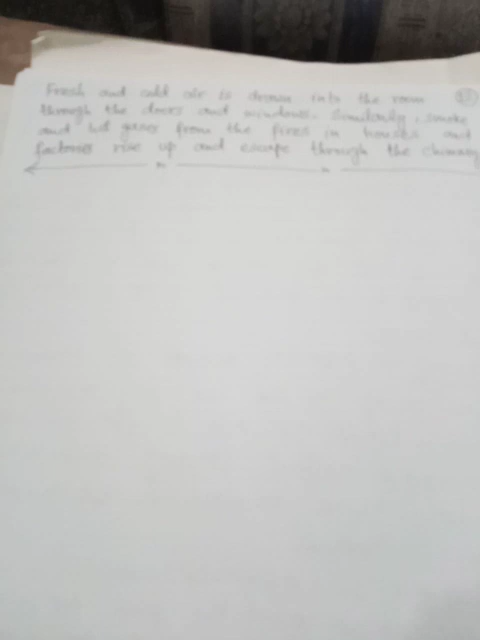 Fresh and cold air is drawn into the room
through the doors and windows. Similarly, smoke
and hot gases from the fires in houses and
factories rise up and escape through the chimney